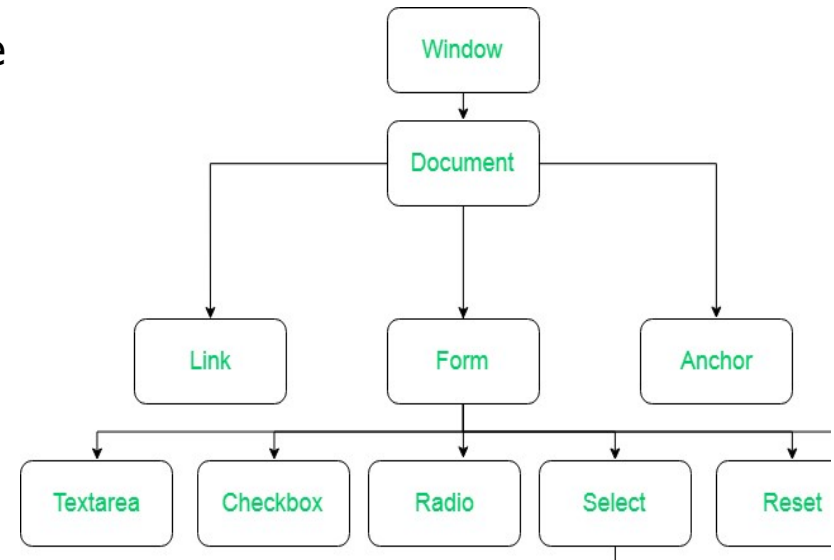 e
Window
Document
Link Form Anchor
Textarea Checkbox Radio Select Reset